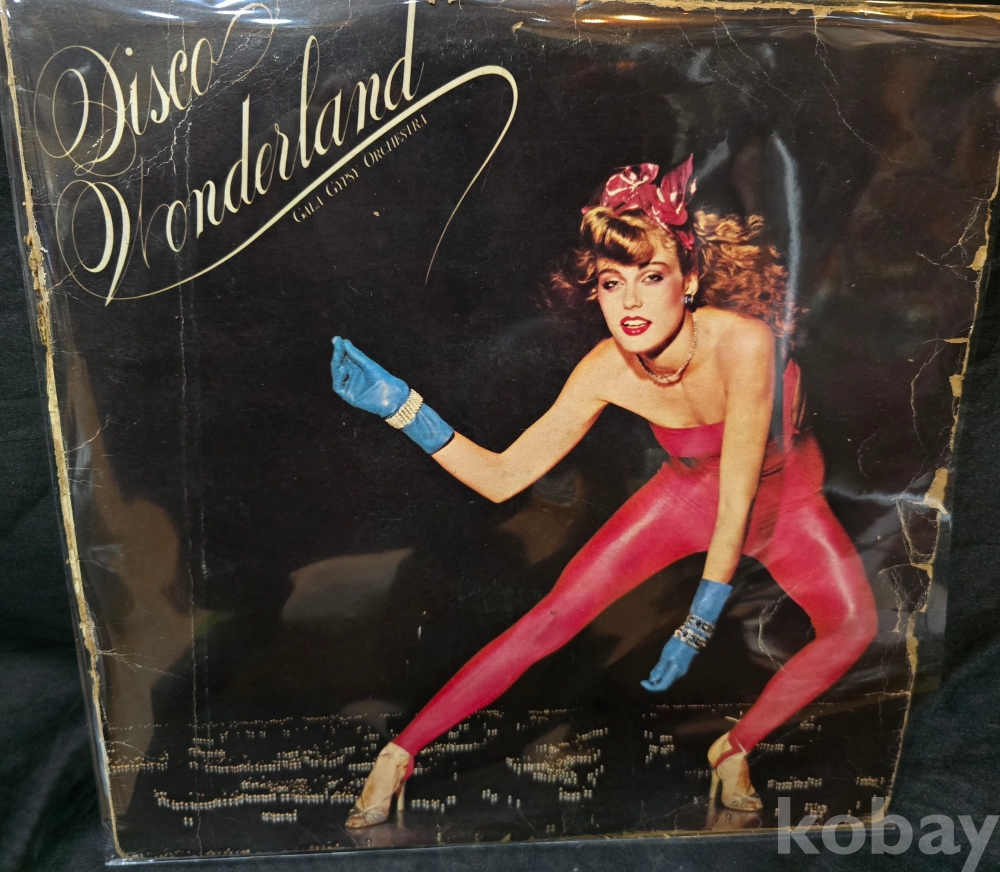 Disco
Wonderland
GALA GYPSY ORCHESTRA
kobay